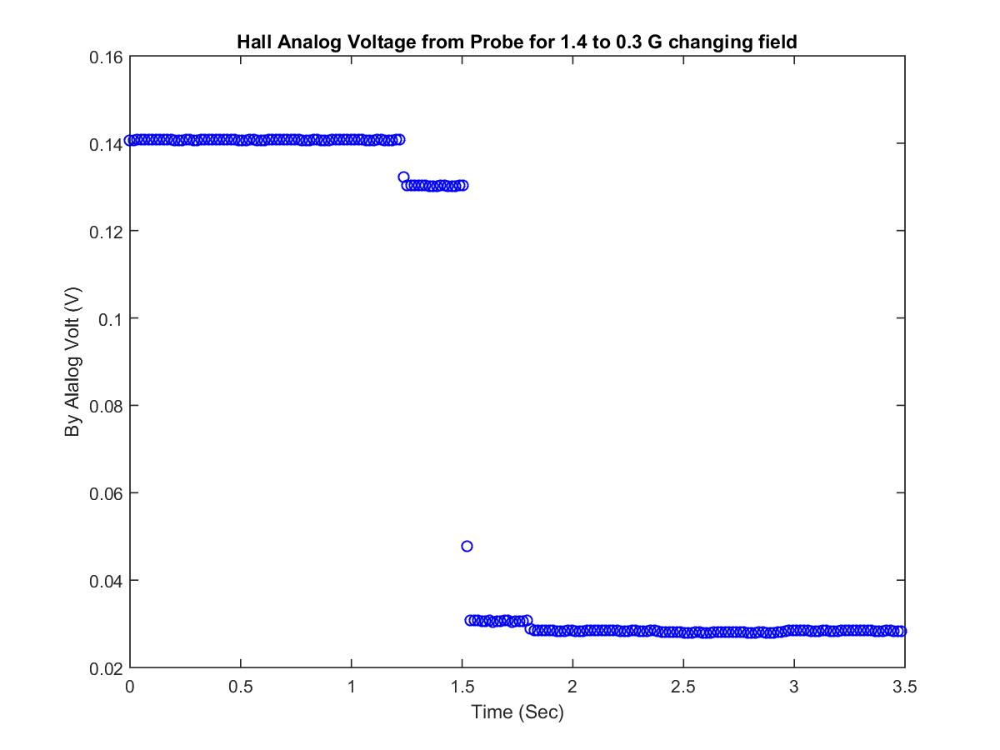 Hall Analog Voltage from Probe for 1.4 to 0.3 G changing field
0.16
0.14
0.12
0.1
0.08
0.06
0.04
0.02
By Alalog Volt (V)
0 0.5 1 1.5 2 2.5 3 3.5
Time (Sec)